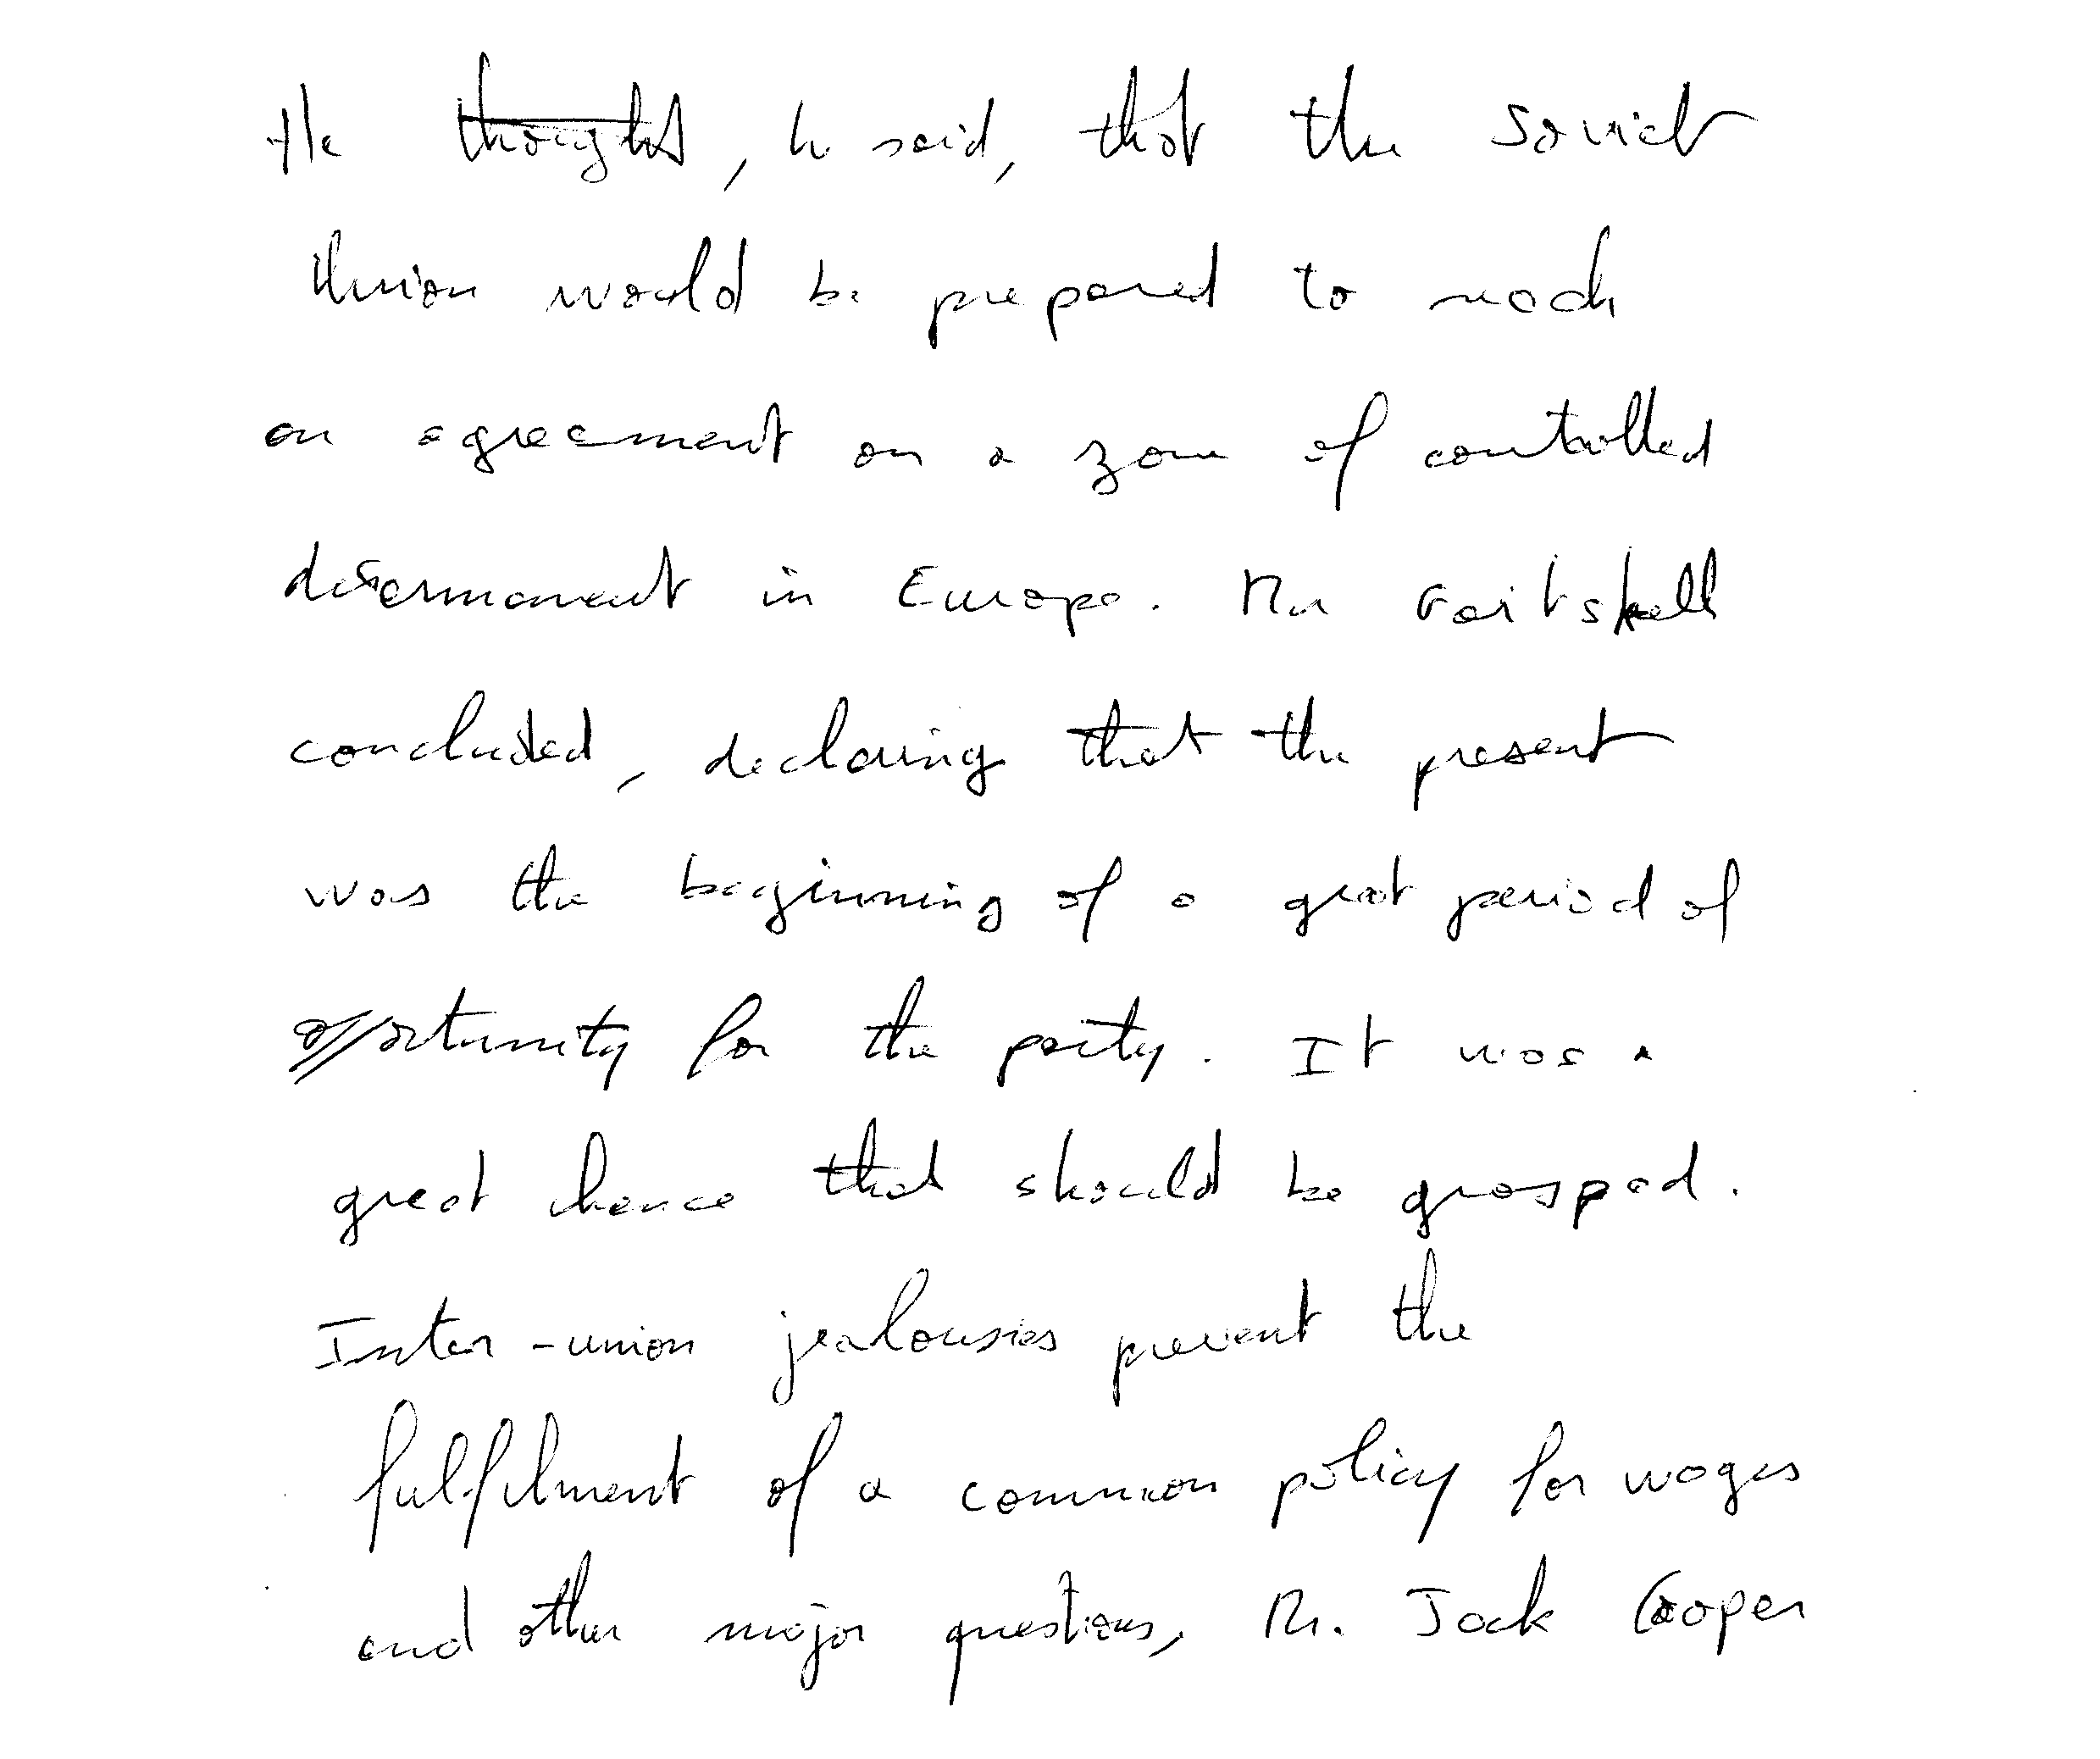 He thought, he said, that the Soviet
Union would be prepared to reach
an agreement on a zone of controlled
disarmament in Europe. Mr Gaitskell
concluded, declaring that the present
was the beginning of a great period of
opportunity for the party. It was a
great chance that should be grasped.
Inter-union jealousies prevent the
fulfilment of a common policy for wages
and other major questions, Mr. Jack Cooper